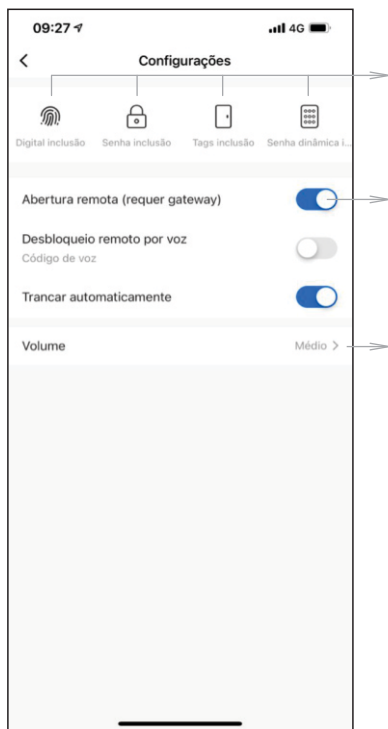 09:27 4G
Configurações
Digital inclusão Senha inclusão Tags inclusão Senha dinâmica i...
Abertura remota (requer gateway)
Desbloqueio remoto por voz
Código de voz
Trancar automaticamente
Volume Médio